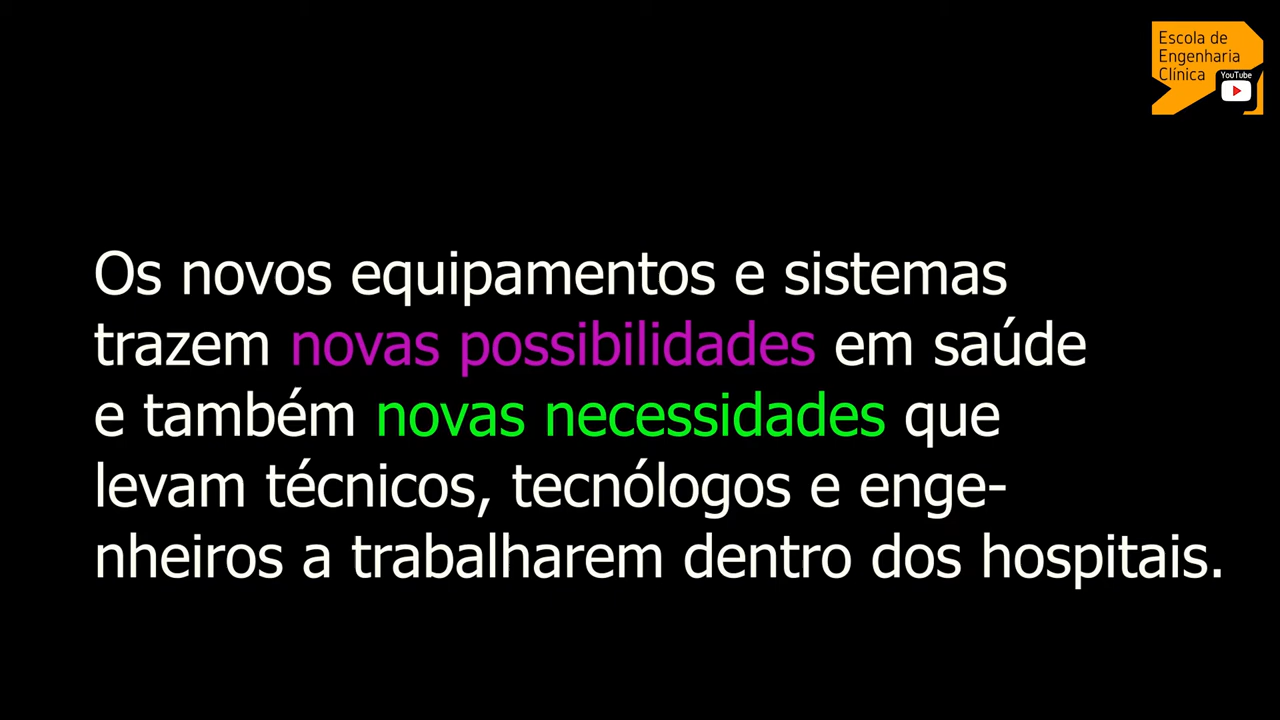 Escola de
Engenharia
Clínica
YouTube
Os novos equipamentos e sistemas
trazem novas possibilidades em saúde
e também novas necessidades que
levam técnicos, tecnólogos e enge-
nheiros a trabalharem dentro dos hospitais.